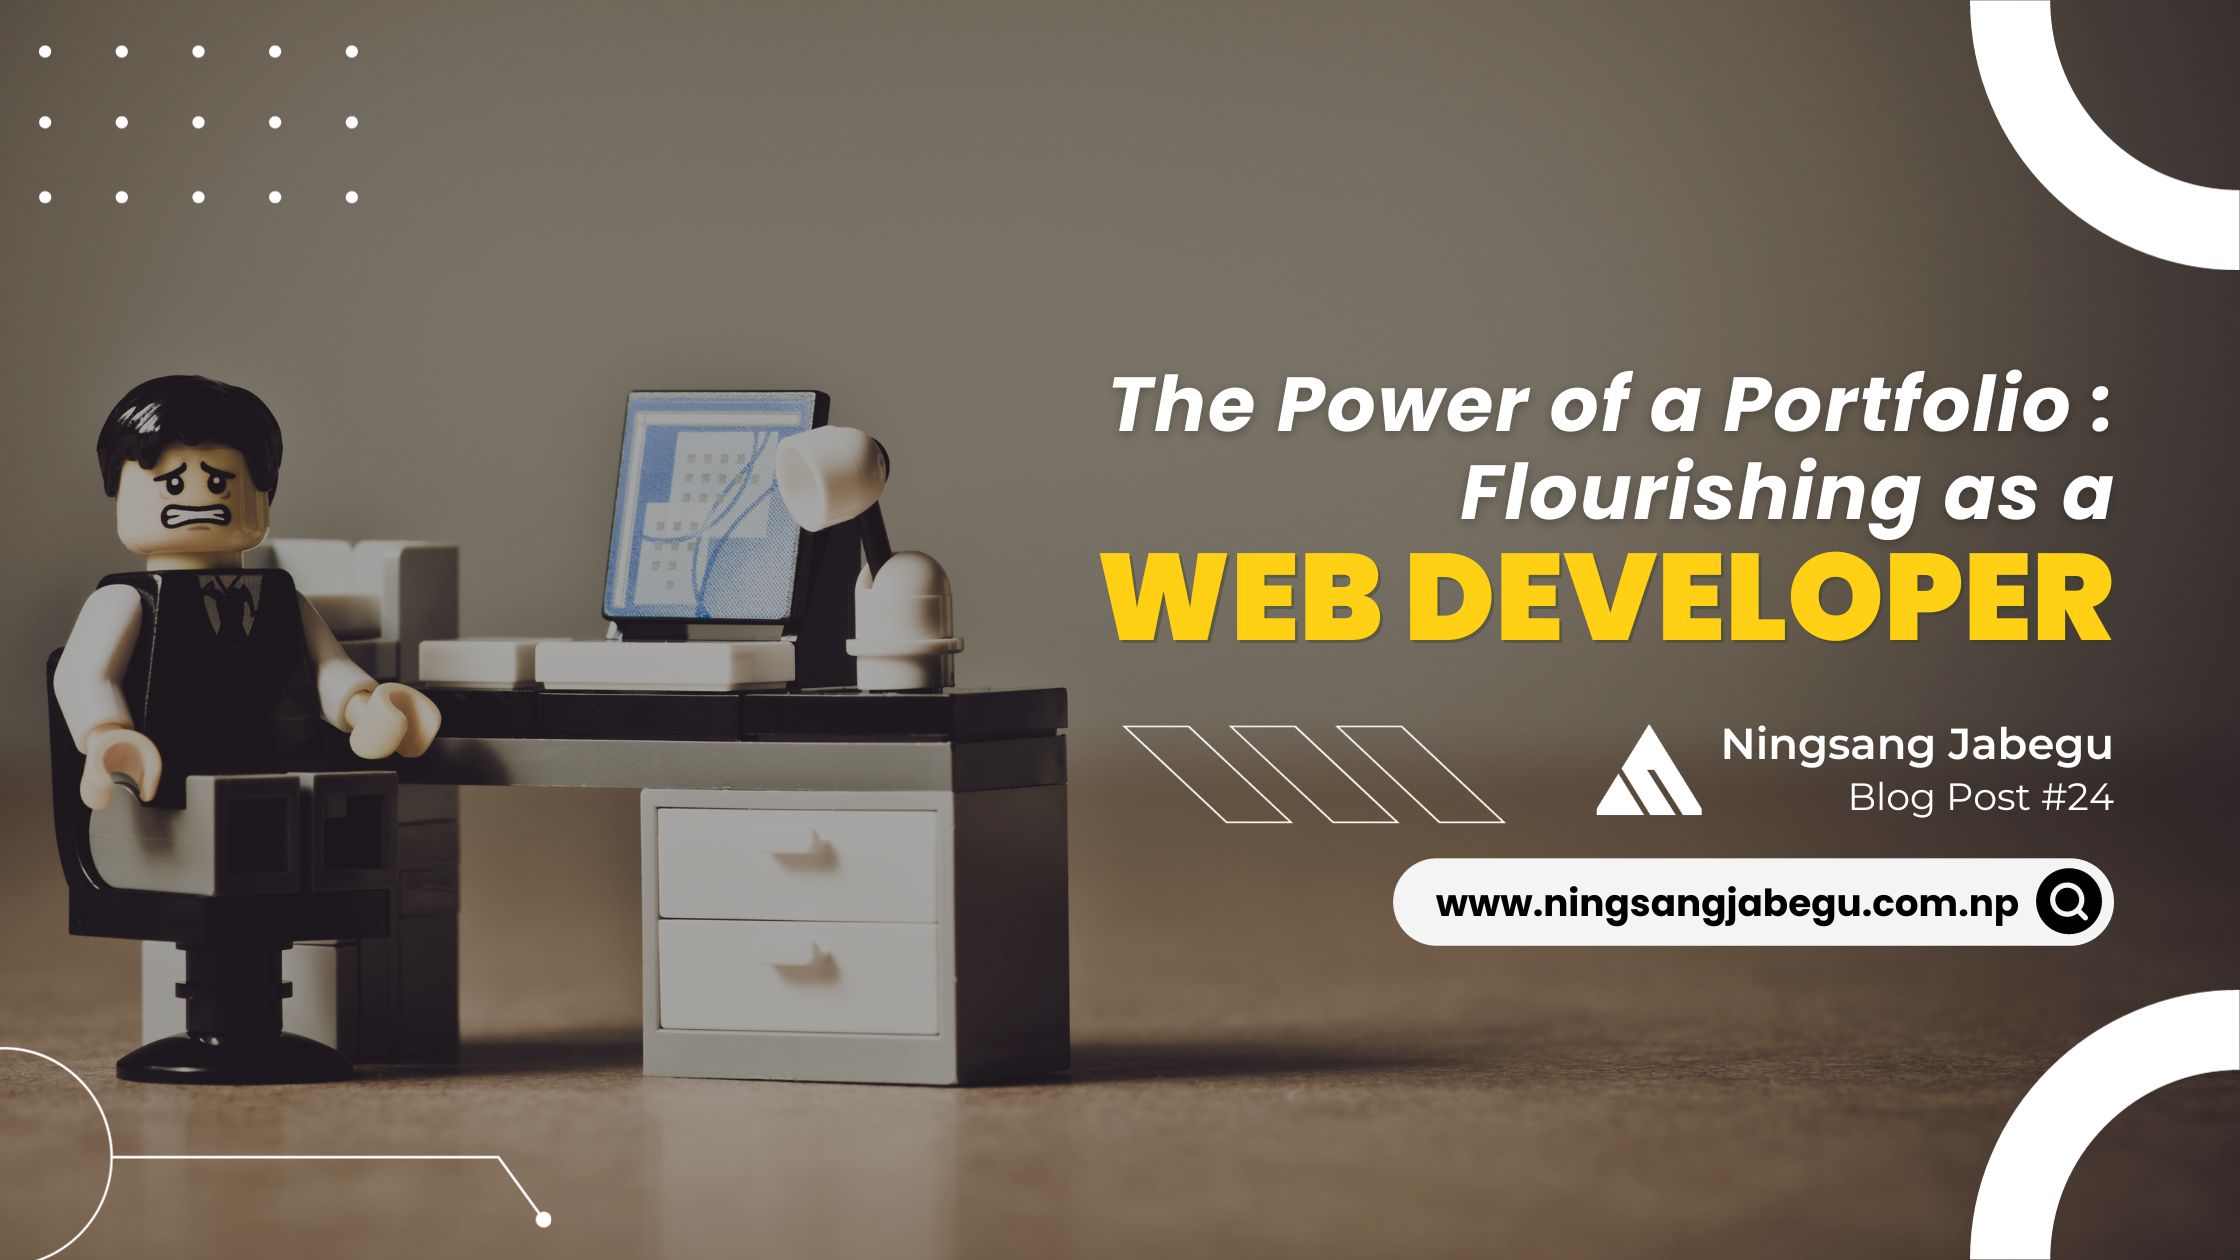 The Power of a Portfolio :
Flourishing as a
WEB DEVELOPER
Ningsang Jabegu
Blog Post #24
www.ningsangjabegu.com.np